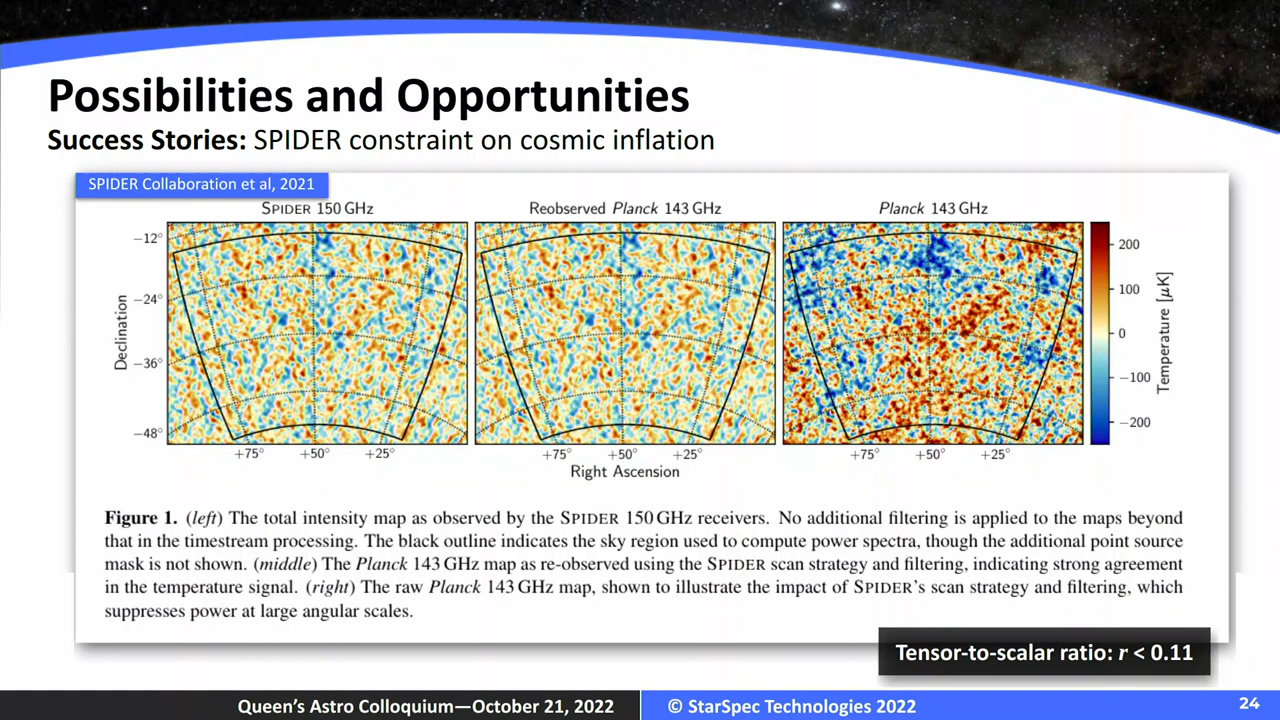 Possibilities and Opportunities
Success Stories: SPIDER constraint on cosmic inflation
SPIDER Collaboration et al, 2021
SPIDER 150 GHz
Reobserved Planck 143 GHz
Planck 143 GHz
Declination
−12°
−24°
−36°
−48°
+75° +50° +25°
+75° +50° +25°
+75° +50° +25°
Right Ascension
200
100
0
−100
−200
Temperature [μK]
Figure 1. (left) The total intensity map as observed by the SPIDER 150 GHz receivers. No additional filtering is applied to the maps beyond
that in the timestream processing. The black outline indicates the sky region used to compute power spectra, though the additional point source
mask is not shown. (middle) The Planck 143 GHz map as re-observed using the SPIDER scan strategy and filtering, indicating strong agreement
in the temperature signal. (right) The raw Planck 143 GHz map, shown to illustrate the impact of SPIDER's scan strategy and filtering, which
suppresses power at large angular scales.
Tensor-to-scalar ratio: r < 0.11
Queen's Astro Colloquium—October 21, 2022
© StarSpec Technologies 2022
24